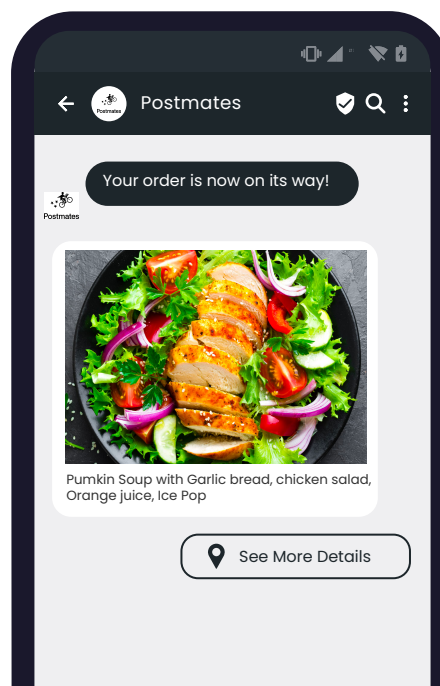 Postmates
Postmates
Your order is now on its way!
Postmates
Pumkin Soup with Garlic bread, chicken salad,
Orange juice, Ice Pop
See More Details